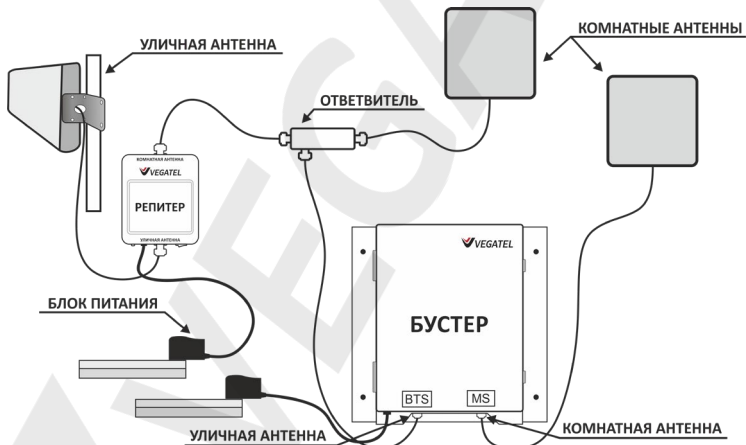 КОМНАТНЫЕ АНТЕННЫ
УЛИЧНАЯ АНТЕННА
ОТВЕТВИТЕЛЬ
КОМНАТНАЯ АНТЕННА
VEGATEL
РЕПИТЕР
УЛИЧНАЯ АНТЕННА
VEGATEL
БЛОК ПИТАНИЯ
БУСТЕР
BTS
MS
УЛИЧНАЯ АНТЕННА
КОМНАТНАЯ АНТЕННА
VEGA